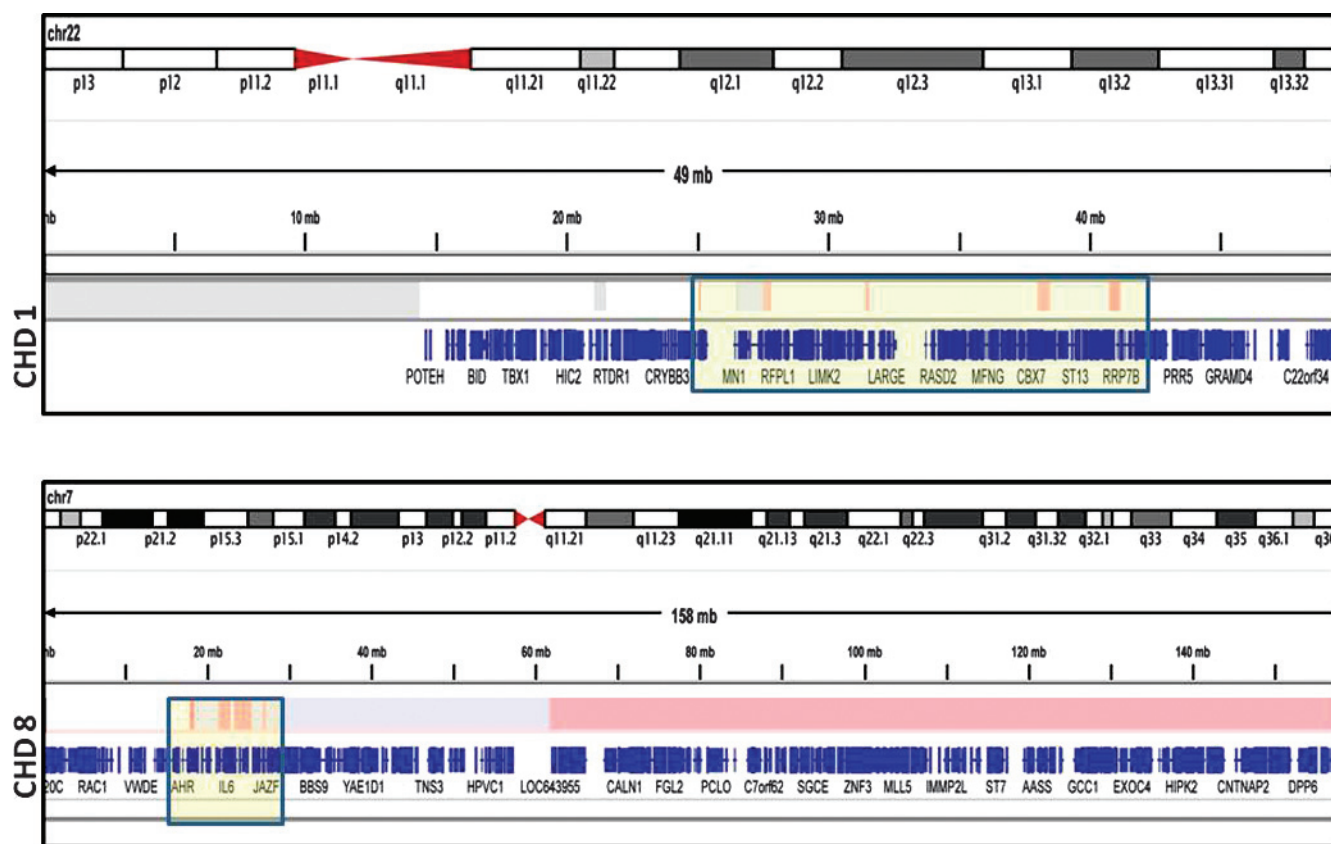 chr22
p13 p12 p11.2 p11.1 q11.1 q11.21 q11.22 q12.1 q12.2 q12.3 q13.1 q13.2 q13.31 q13.32
49 mb
10 mb 20 mb 30 mb 40 mb
CHD1
POTEH BID TBX1 HIC2 RTDR1 CRYBB3 MN1 RFPL1 LIMK2 LARGE RASD2 MFNG CBX7 ST13 RRP7B PRR5 GRAMD4 C22orf34
chr7
p22.1 p21.2 p15.3 p15.1 p14.2 p13 p12.2 p11.2 q11.21 q11.23 q21.11 q21.13 q21.3 q22.1 q22.3 q31.2 q31.32 q32.1 q33 q34 q35 q36.1
158 mb
20 mb 40 mb 60 mb 80 mb 100 mb 120 mb 140 mb
CHD8
20C RAC1 VWDE AHR IL6 JAZF BBS9 YAE1D1 TNS3 HPVC1 LOC643955 CALN1 FGL2 PCLO C7orf62 SGCE ZNF3 MLL5 IMMP2L ST7 AASS GCC1 EXOC4 HIPK2 CNTNAP2 DPP6